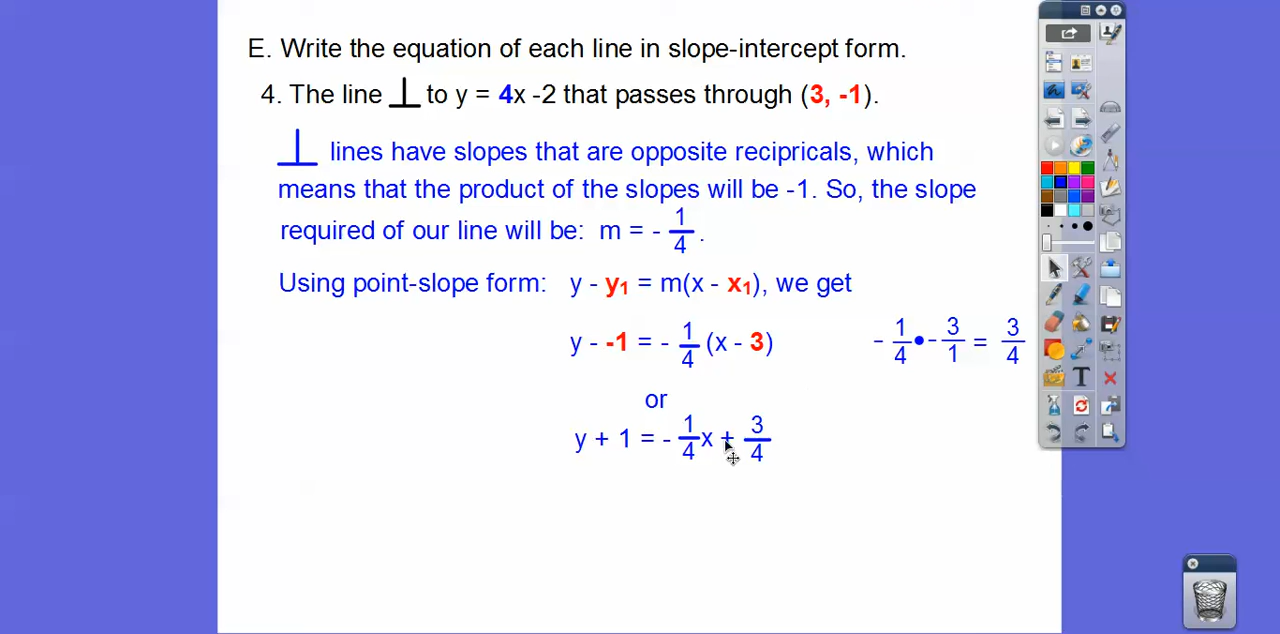 E. Write the equation of each line in slope-intercept form.
4. The line ⊥ to y = 4x -2 that passes through (3, -1).
⊥ lines have slopes that are opposite recipricals, which
means that the product of the slopes will be -1. So, the slope
required of our line will be: m = - 1/4 .
Using point-slope form: y - y₁ = m(x - x₁), we get
y - -1 = - 1/4 (x - 3)
- 1/4 • - 3/1 = 3/4
or
y + 1 = - 1/4 x + 3/4
T